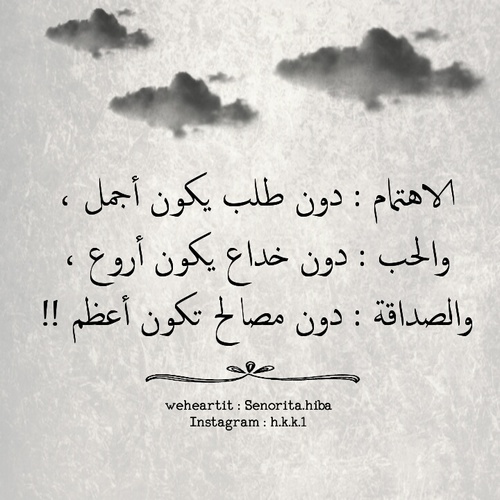 الاهتمام : دون طلب يكون أجمل ،
والحب : دون خداع يكون أروع ،
والصداقة : دون مصالح تكون أعظم !!
weheartit : Senorita.hiba
Instagram : h.k.k.1